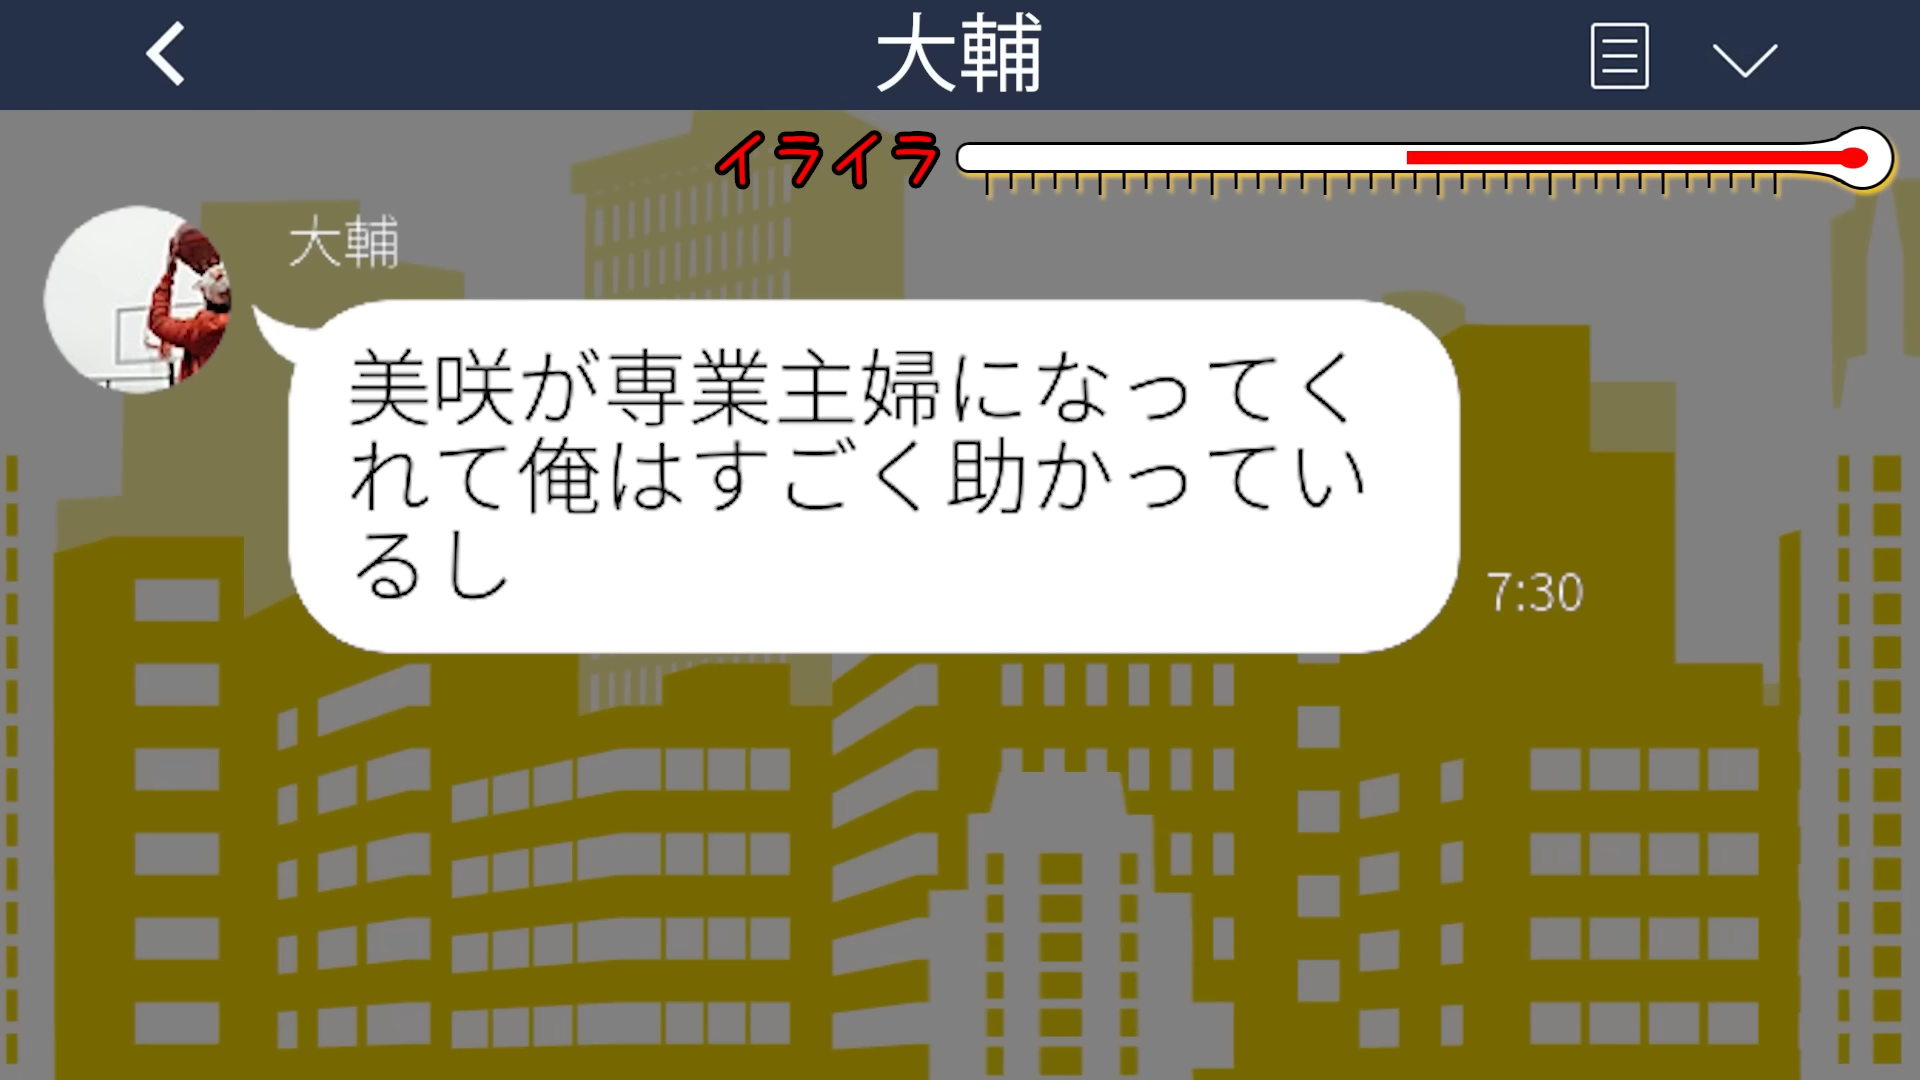 大輔
イライラ
大輔
美咲が専業主婦になってく
れて俺はすごく助かってい
るし
7:30